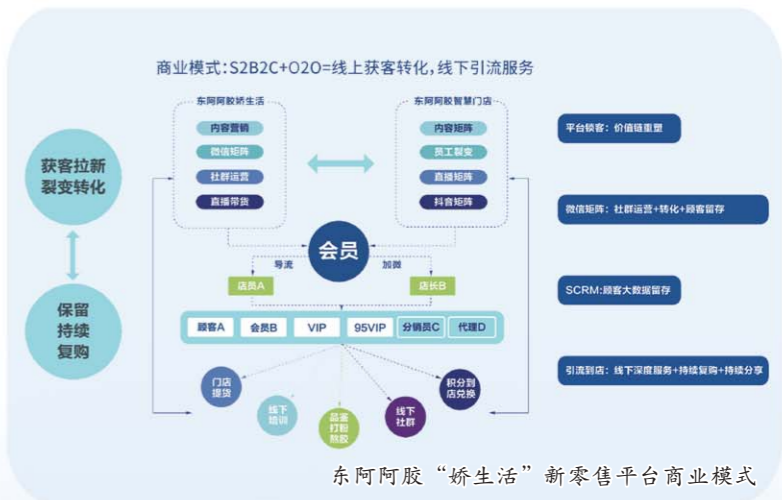 商业模式:S2B2C+O2O=线上获客转化,线下引流服务
东阿阿胶娇生活
内容营销
微信矩阵
社群运营
直播带货
东阿阿胶智慧门店
内容矩阵
员工裂变
直播矩阵
抖音矩阵
获客拉新
裂变转化
保留
持续
复购
会员
导流
加微
店员A
店长B
顾客A
会员B
VIP
95VIP
分销员C
代理D
门店
提货
线下
培训
品鉴
打粉
熬胶
线下
社群
积分到
店兑换
平台锁客:价值链重塑
微信矩阵:社群运营+转化+顾客留存
SCRM:顾客大数据留存
引流到店:线下深度服务+持续复购+持续分享
东阿阿胶“娇生活”新零售平台商业模式